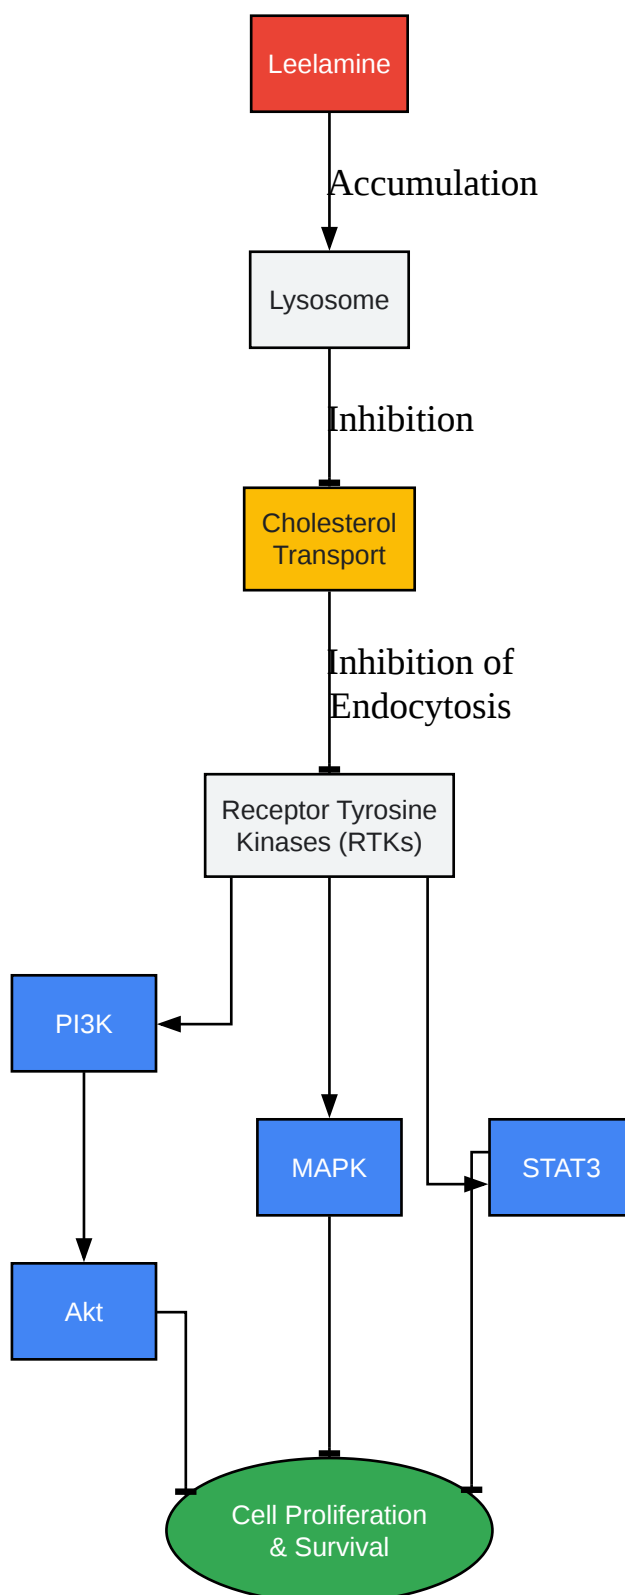 Leelamine
Accumulation
Lysosome
Inhibition
Cholesterol
Transport
Inhibition of
Endocytosis
Receptor Tyrosine
Kinases (RTKs)
PI3K
MAPK
STAT3
Akt
Cell Proliferation
& Survival